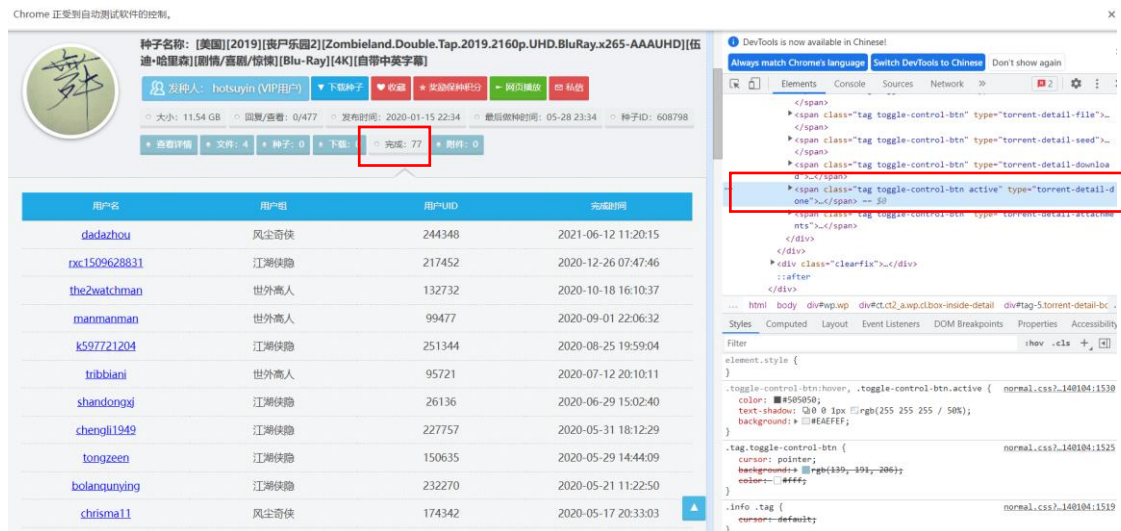 Chrome 正受到自动测试软件的控制。
舞
种子名称: [美国][2019][丧尸乐园2][Zombieland.Double.Tap.2019.2160p.UHD.BluRay.x265-AAAUHD][伍
迪·哈里森][剧情/喜剧/惊悚][Blu-Ray][4K][自带中英字幕]
发种人: hotsuyin (VIP用户) 下载种子 收藏 奖励保种积分 网页播放 私信
大小: 11.54 GB 回复/查看: 0/477 发布时间: 2020-01-15 22:34 最后做种时间: 05-28 23:34 种子ID: 608798
查看详情 文件: 4 种子: 0 下载: 0 完成: 77 附件: 0
用户名 用户组 用户UID 完成时间
dadazhou 风尘奇侠 244348 2021-06-12 11:20:15
rxc1509628831 江湖侠隐 217452 2020-12-26 07:47:46
the2watchman 世外高人 132732 2020-10-18 16:10:37
manmanman 世外高人 99477 2020-09-01 22:06:32
k597721204 江湖侠隐 251344 2020-08-25 19:59:04
tribbiani 世外高人 95721 2020-07-12 20:10:11
shandongxj 江湖侠隐 26136 2020-06-29 15:02:40
chengli1949 江湖侠隐 227757 2020-05-31 18:12:29
tongzeen 江湖侠隐 150635 2020-05-29 14:44:09
bolanqunying 江湖侠隐 232270 2020-05-21 11:22:50
chrisma11 风尘奇侠 174342 2020-05-17 20:33:03
DevTools is now available in Chinese!
Always match Chrome's language Switch DevTools to Chinese Don't show again
Elements Console Sources Network » 2
</span>
<span class="tag toggle-control-btn" type="torrent-detail-file">…
</span>
<span class="tag toggle-control-btn" type="torrent-detail-seed">…
</span>
<span class="tag toggle-control-btn" type="torrent-detail-downloa
d">…</span>
<span class="tag toggle-control-btn active" type="torrent-detail-d
one">…</span> == $0
<span class="tag toggle-control-btn" type="torrent-detail-attachme
nts">…</span>
</div>
</div>
<div class="clearfix">…</div>
::after
</div>
… html body div#wp.wp div#ct.ct2_a.wp.cl.box-inside-detail div#tag-5.torrent-detail-bc
Styles Computed Layout Event Listeners DOM Breakpoints Properties Accessibility
Filter :hov .cls +
element.style {
}
.toggle-control-btn:hover, .toggle-control-btn.active { normal.css?…140104:1530
color: #505050;
text-shadow: 0 0 1px rgb(255 255 255 / 50%);
background: #EAEFEF;
}
.tag.toggle-control-btn { normal.css?…140104:1525
cursor: pointer;
background: rgb(139, 191, 206);
color: #fff;
}
.info .tag { normal.css?…140104:1519
cursor: default;
}